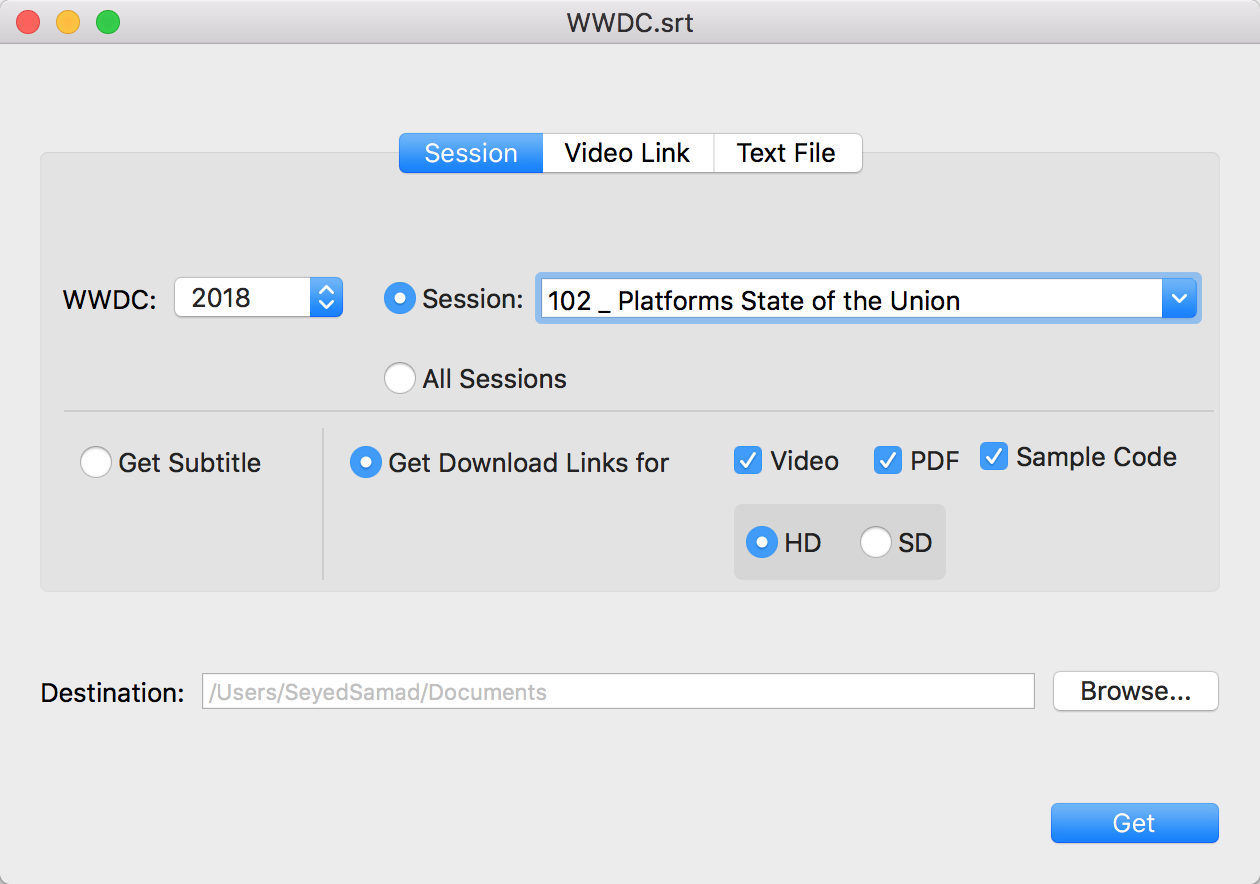 WWDC.srt
Session Video Link Text File
WWDC: 2018 Session: 102 _ Platforms State of the Union
All Sessions
Get Subtitle Get Download Links for Video PDF Sample Code
HD SD
Destination: /Users/SeyedSamad/Documents Browse...
Get